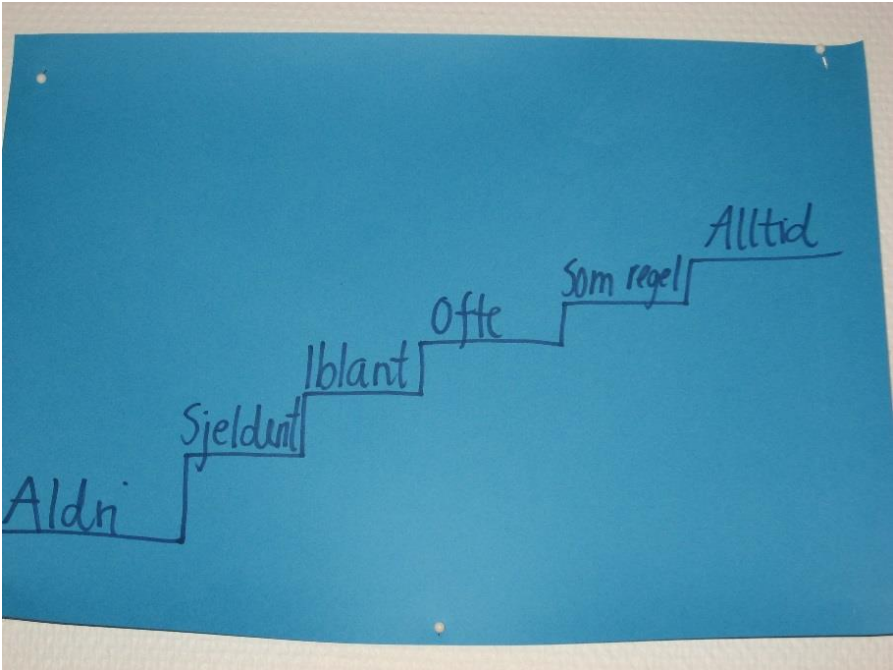 Aldri
Sjeldent
Iblant
Ofte
Som regel
Alltid